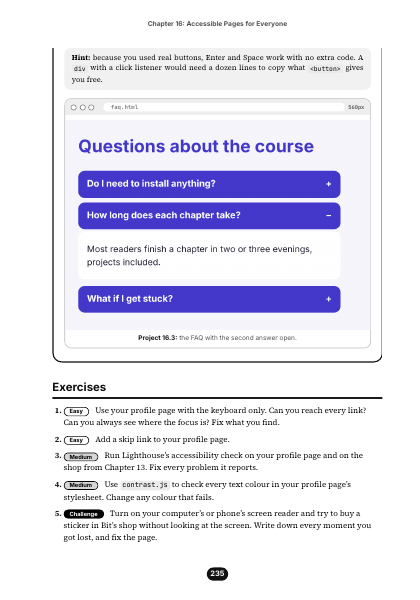 Chapter 16: Accessible Pages for Everyone
Hint: because you used real buttons, Enter and Space work with no extra code. A
div with a click listener would need a dozen lines to copy what <button> gives
you free.
faq.html
560px
Questions about the course
Do I need to install anything? +
How long does each chapter take? −
Most readers finish a chapter in two or three evenings,
projects included.
What if I get stuck? +
Project 16.3: the FAQ with the second answer open.
Exercises
1. Easy Use your profile page with the keyboard only. Can you reach every link?
Can you always see where the focus is? Fix what you find.
2. Easy Add a skip link to your profile page.
3. Medium Run Lighthouse's accessibility check on your profile page and on the
shop from Chapter 13. Fix every problem it reports.
4. Medium Use contrast.js to check every text colour in your profile page's
stylesheet. Change any colour that fails.
5. Challenge Turn on your computer's or phone's screen reader and try to buy a
sticker in Bit's shop without looking at the screen. Write down every moment you
got lost, and fix the page.
235